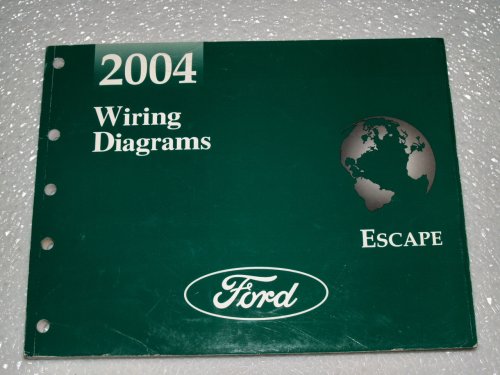 2004
Wiring
Diagrams
ESCAPE
Ford